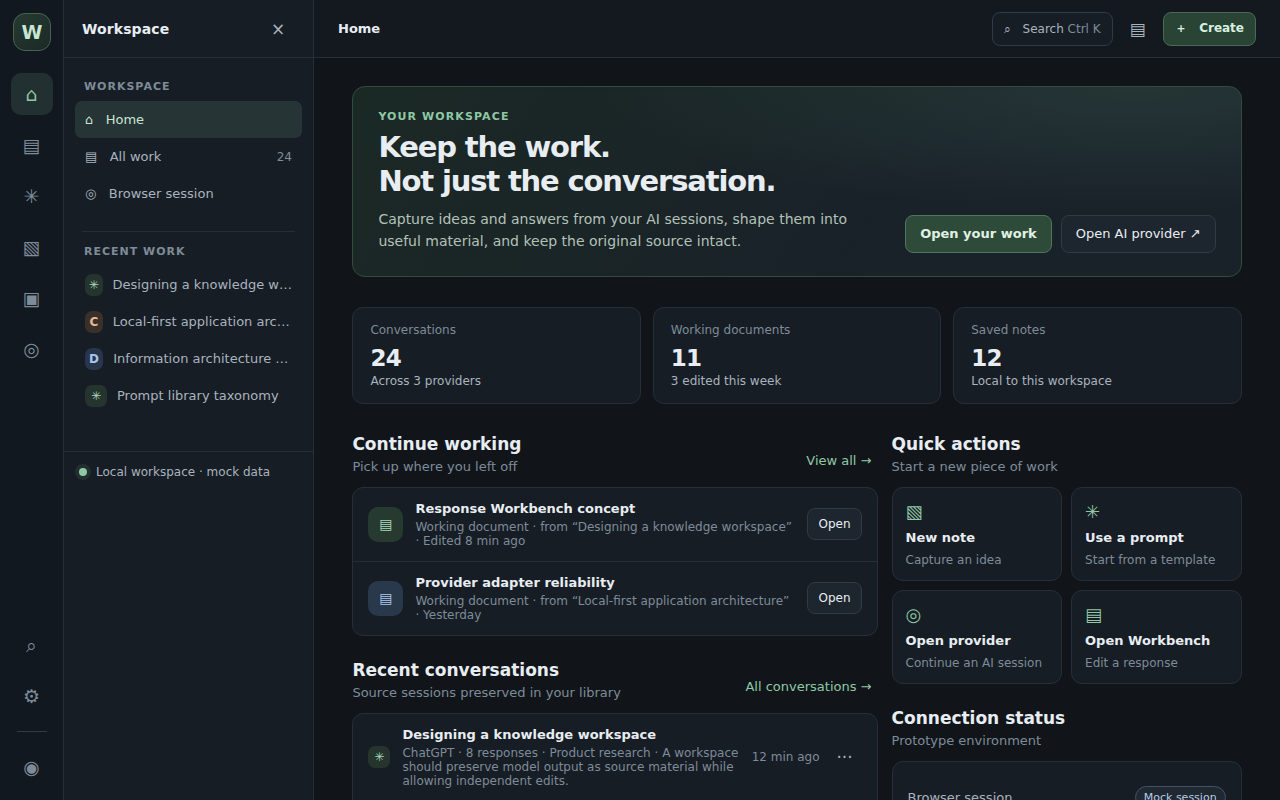 W
Workspace
WORKSPACE
Home
All work 24
Browser session
RECENT WORK
Designing a knowledge w...
C Local-first application arc...
D Information architecture ...
Prompt library taxonomy
Local workspace · mock data
Home
Search Ctrl K
+ Create
YOUR WORKSPACE
Keep the work.
Not just the conversation.
Capture ideas and answers from your AI sessions, shape them into
useful material, and keep the original source intact.
Open your work
Open AI provider ↗
Conversations
24
Across 3 providers
Working documents
11
3 edited this week
Saved notes
12
Local to this workspace
Continue working
Pick up where you left off
View all →
Response Workbench concept
Working document · from “Designing a knowledge workspace”
· Edited 8 min ago
Open
Provider adapter reliability
Working document · from “Local-first application architecture”
· Yesterday
Open
Recent conversations
Source sessions preserved in your library
All conversations →
Designing a knowledge workspace
ChatGPT · 8 responses · Product research · A workspace
should preserve model output as source material while
allowing independent edits.
12 min ago
Quick actions
Start a new piece of work
New note
Capture an idea
Use a prompt
Start from a template
Open provider
Continue an AI session
Open Workbench
Edit a response
Connection status
Prototype environment
Browser session
Mock session